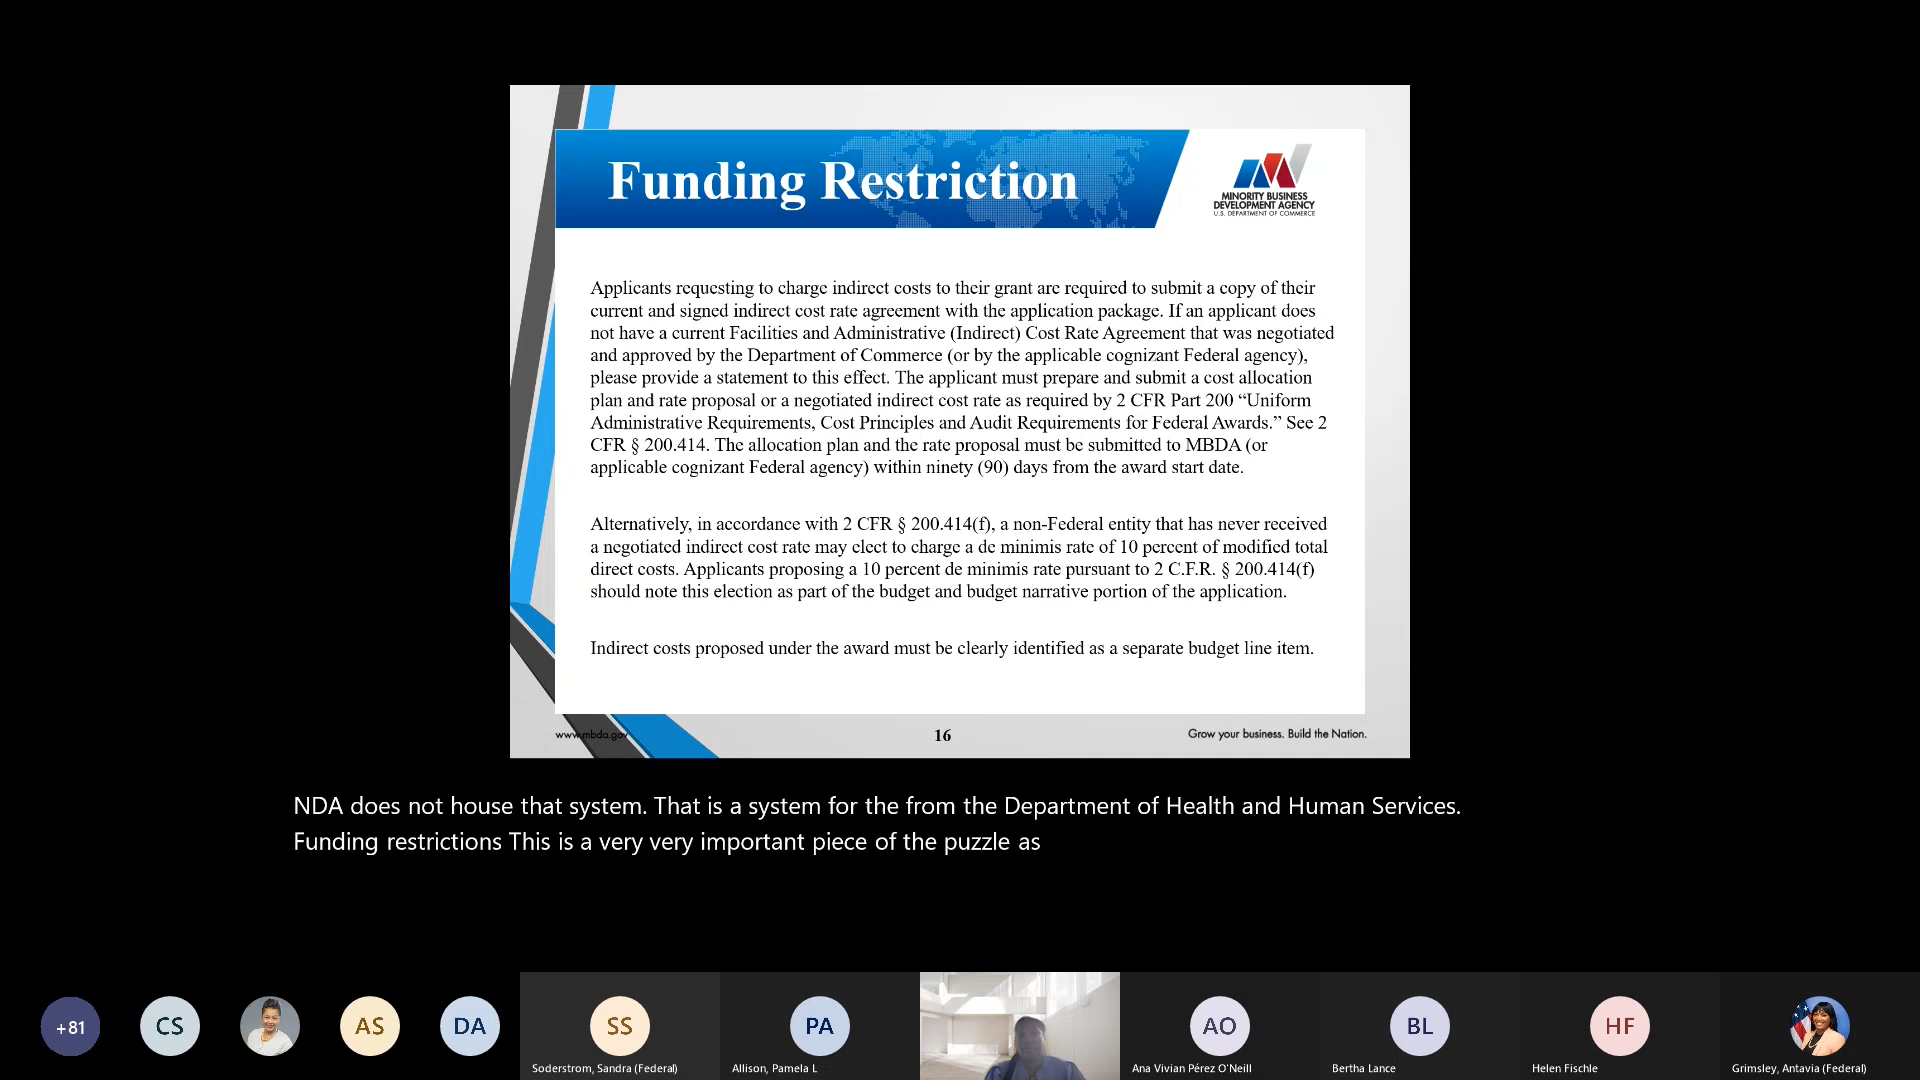 Funding Restriction
MINORITY BUSINESS
DEVELOPMENT AGENCY
U.S. DEPARTMENT OF COMMERCE
Applicants requesting to charge indirect costs to their grant are required to submit a copy of their
current and signed indirect cost rate agreement with the application package. If an applicant does
not have a current Facilities and Administrative (Indirect) Cost Rate Agreement that was negotiated
and approved by the Department of Commerce (or by the applicable cognizant Federal agency),
please provide a statement to this effect. The applicant must prepare and submit a cost allocation
plan and rate proposal or a negotiated indirect cost rate as required by 2 CFR Part 200 “Uniform
Administrative Requirements, Cost Principles and Audit Requirements for Federal Awards.” See 2
CFR § 200.414. The allocation plan and the rate proposal must be submitted to MBDA (or
applicable cognizant Federal agency) within ninety (90) days from the award start date.
Alternatively, in accordance with 2 CFR § 200.414(f), a non-Federal entity that has never received
a negotiated indirect cost rate may elect to charge a de minimis rate of 10 percent of modified total
direct costs. Applicants proposing a 10 percent de minimis rate pursuant to 2 C.F.R. § 200.414(f)
should note this election as part of the budget and budget narrative portion of the application.
Indirect costs proposed under the award must be clearly identified as a separate budget line item.
www.mbda.gov
16
Grow your business. Build the Nation.
NDA does not house that system. That is a system for the from the Department of Health and Human Services.
Funding restrictions This is a very very important piece of the puzzle as
+81
CS
AS
DA
SS
PA
AO
BL
HF
Soderstrom, Sandra (Federal)
Allison, Pamela L
Ana Vivian Pérez O'Neill
Bertha Lance
Helen Fischle
Grimsley, Antavia (Federal)